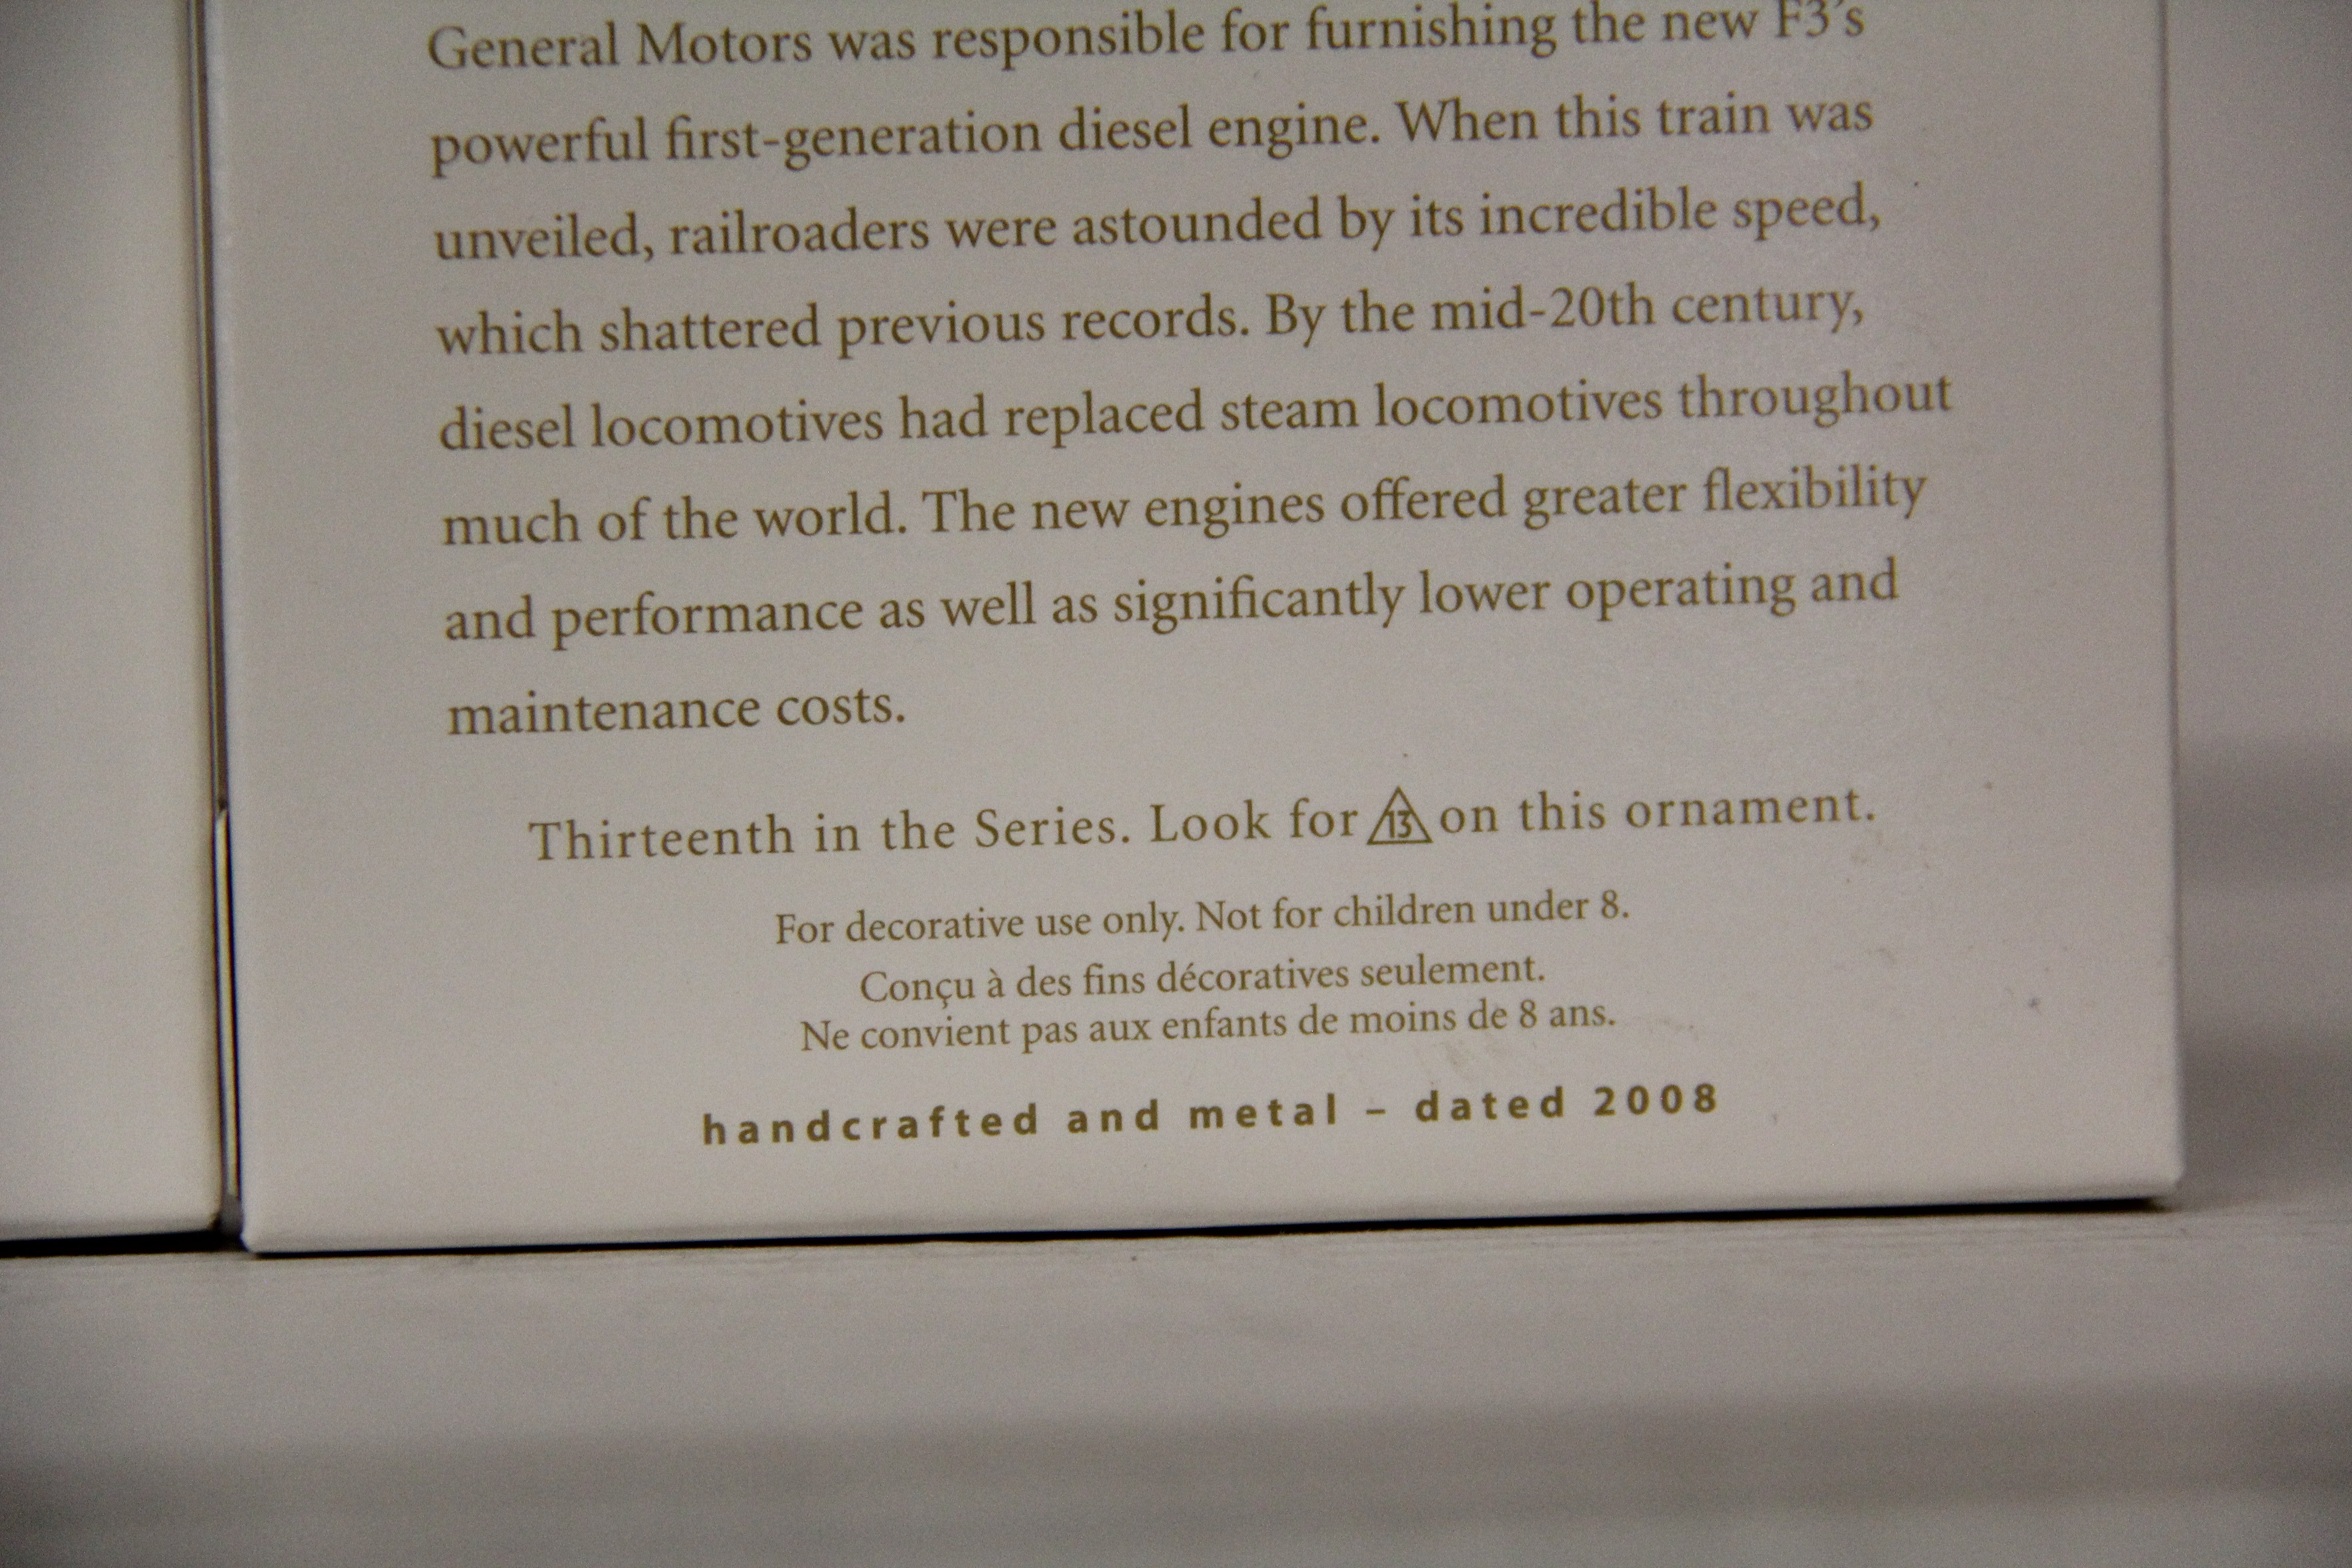 General Motors was responsible for furnishing the new F3's
powerful first-generation diesel engine. When this train was
unveiled, railroaders were astounded by its incredible speed,
which shattered previous records. By the mid-20th century,
diesel locomotives had replaced steam locomotives throughout
much of the world. The new engines offered greater flexibility
and performance as well as significantly lower operating and
maintenance costs.
Thirteenth in the Series. Look for 13 on this ornament.
For decorative use only. Not for children under 8.
Conçu à des fins décoratives seulement.
Ne convient pas aux enfants de moins de 8 ans.
handcrafted and metal – dated 2008